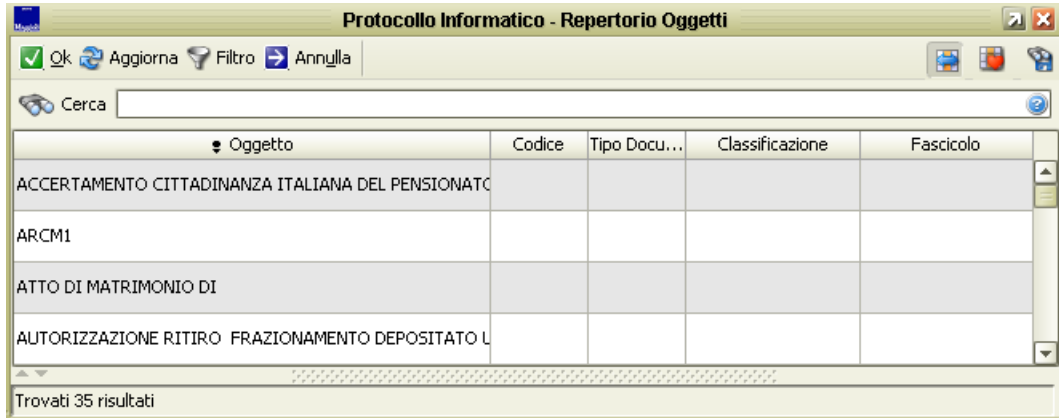 Maggioli
Protocollo Informatico - Repertorio Oggetti
Ok Aggiorna Filtro Annulla
Cerca
Oggetto Codice Tipo Docu... Classificazione Fascicolo
ACCERTAMENTO CITTADINANZA ITALIANA DEL PENSIONATO
ARCM1
ATTO DI MATRIMONIO DI
AUTORIZZAZIONE RITIRO FRAZIONAMENTO DEPOSITATO U
Trovati 35 risultati